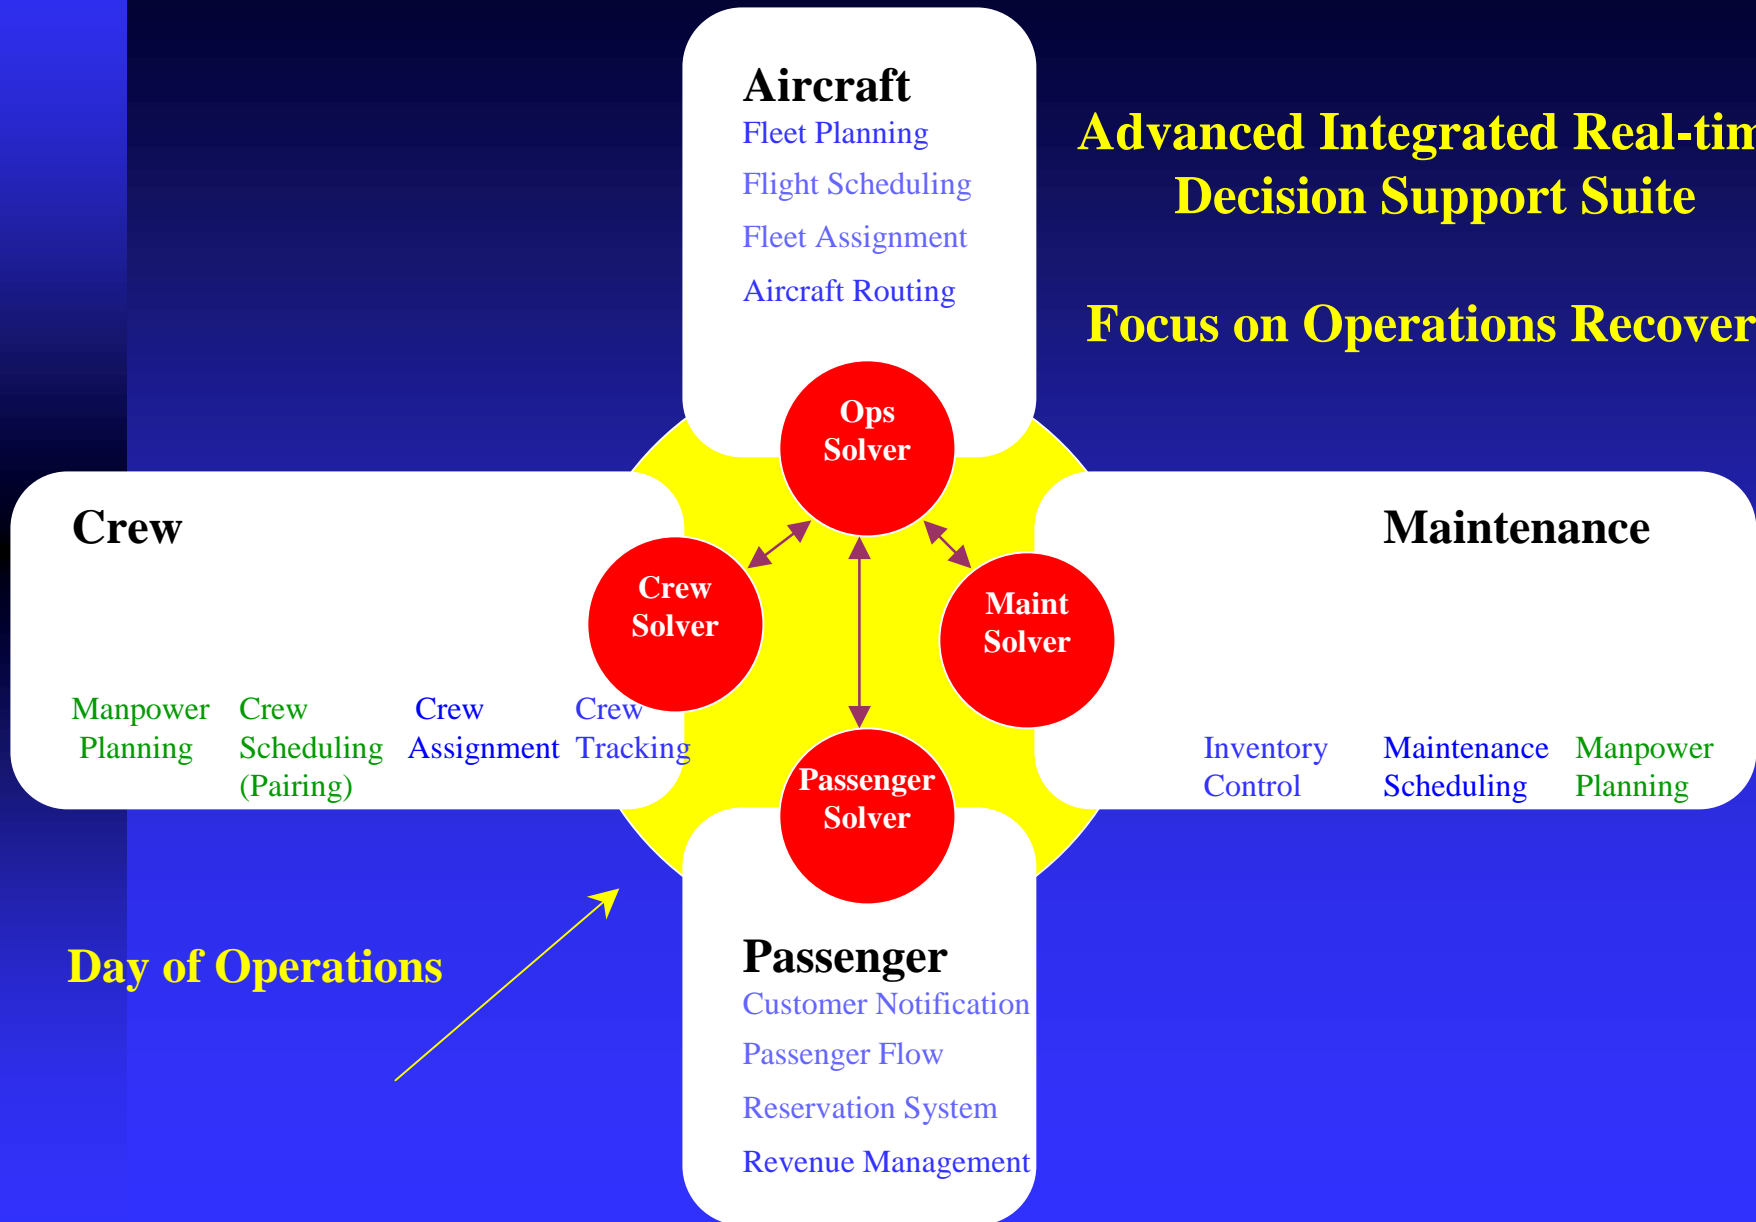 Aircraft
Fleet Planning
Flight Scheduling
Fleet Assignment
Aircraft Routing
Advanced Integrated Real-tim
Decision Support Suite
Focus on Operations Recover
Ops
Solver
Crew
Crew
Solver
Manpower
Planning
Crew
Scheduling
(Pairing)
Crew
Assignment
Crew
Tracking
Maintenance
Maint
Solver
Inventory
Control
Maintenance
Scheduling
Manpower
Planning
Passenger
Solver
Day of Operations
Passenger
Customer Notification
Passenger Flow
Reservation System
Revenue Management